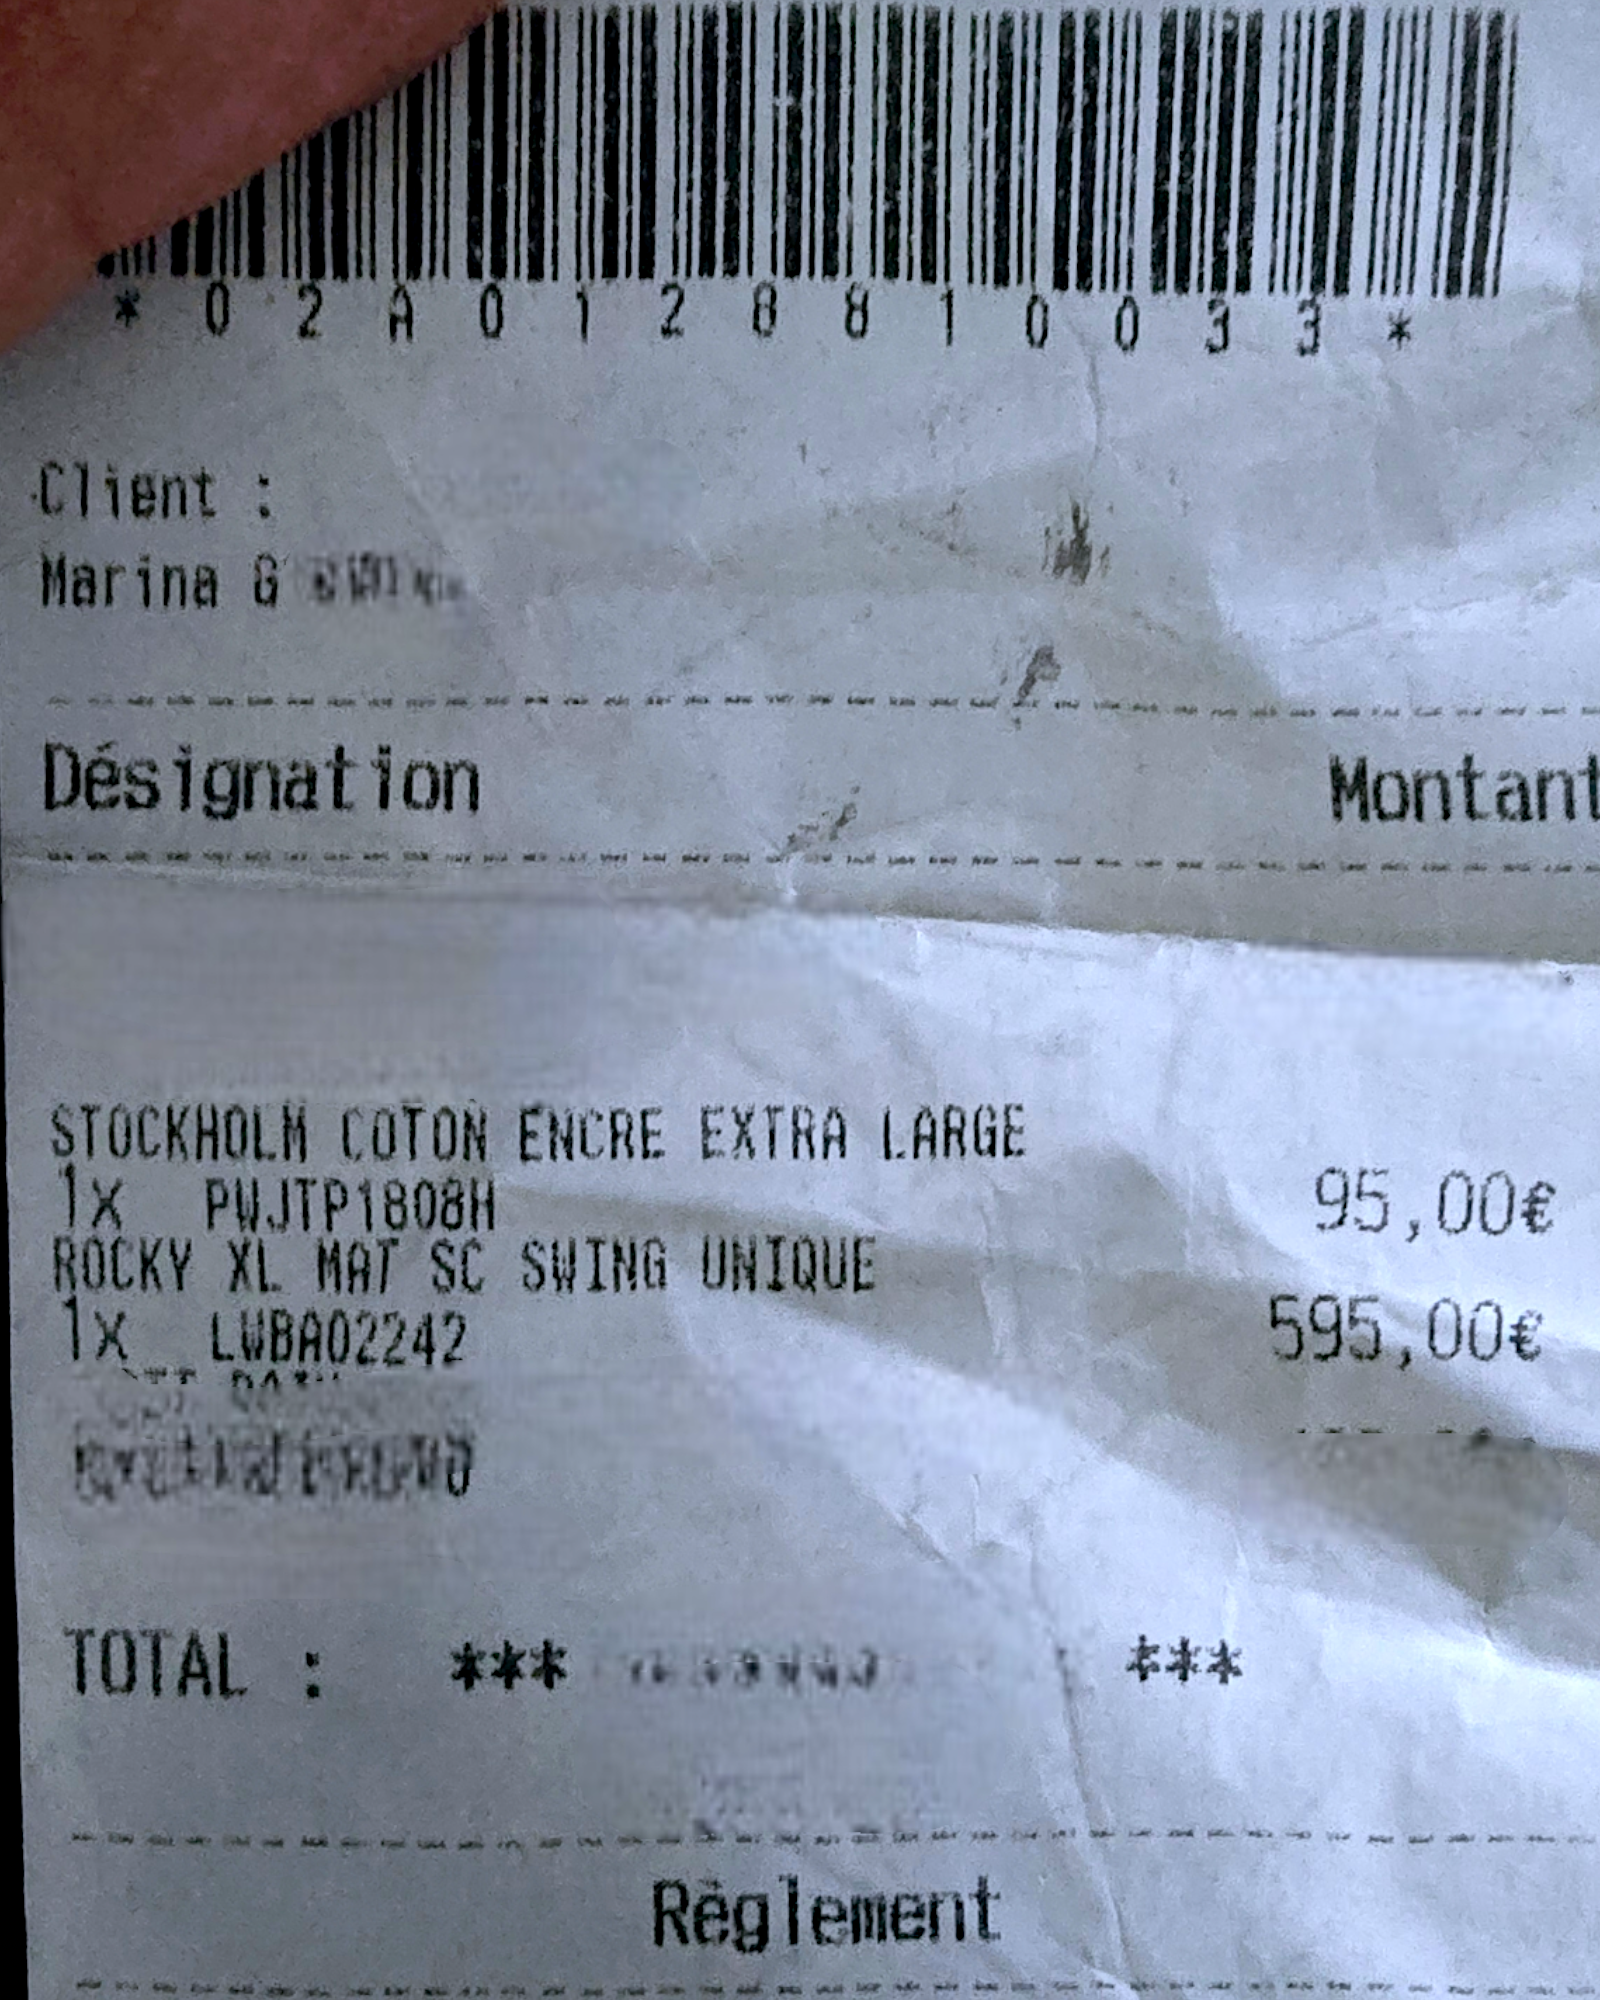 *02A0128810033*
Client :
Marina G
Désignation Montant
STOCKHOLM COTON ENCRE EXTRA LARGE
1x PWJTP1808H 95,00€
ROCKY XL MAT SC SWING UNIQUE
1x LWBA02242 595,00€
TOTAL : *** ***
Règlement